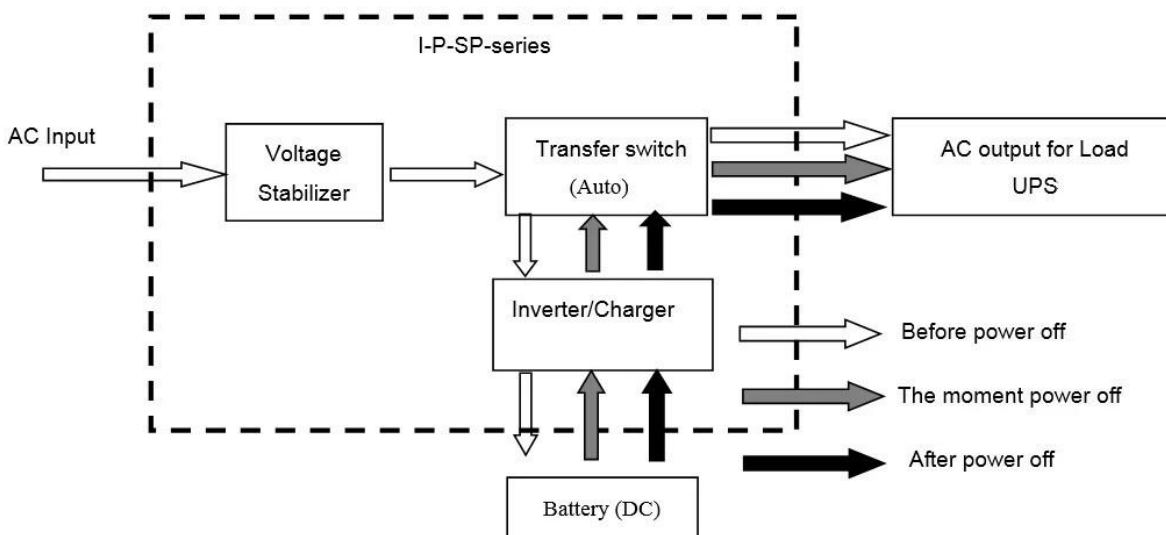 I-P-SP-series
AC Input
Voltage
Stabilizer
Transfer switch
(Auto)
AC output for Load
UPS
Inverter/Charger
Before power off
The moment power off
After power off
Battery (DC)